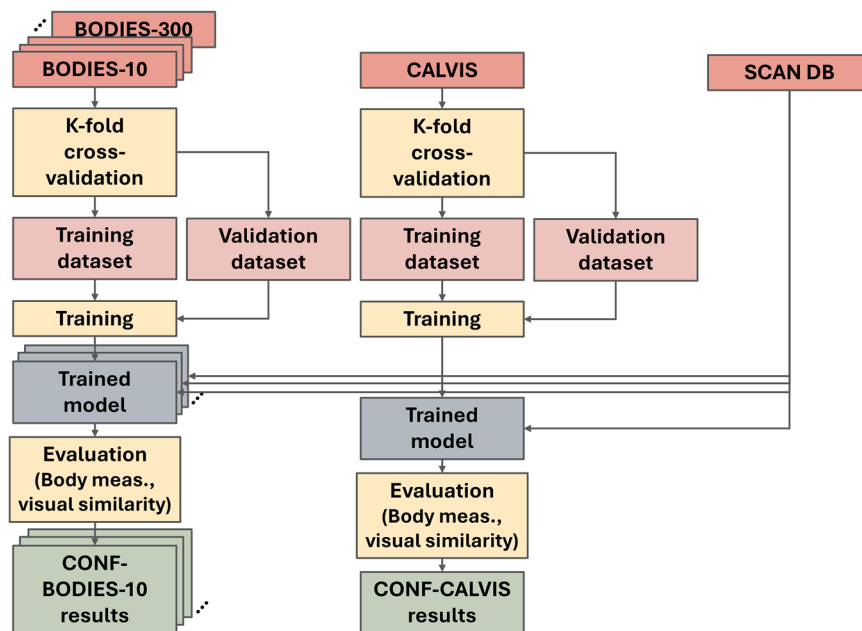 BODIES-300
BODIES-10
CALVIS
SCAN DB
K-fold
cross-
validation
K-fold
cross-
validation
Training
dataset
Validation
dataset
Training
dataset
Validation
dataset
Training
Training
Trained
model
Trained
model
Evaluation
(Body meas.,
visual similarity)
Evaluation
(Body meas.,
visual similarity)
CONF-
BODIES-10
results
CONF-CALVIS
results